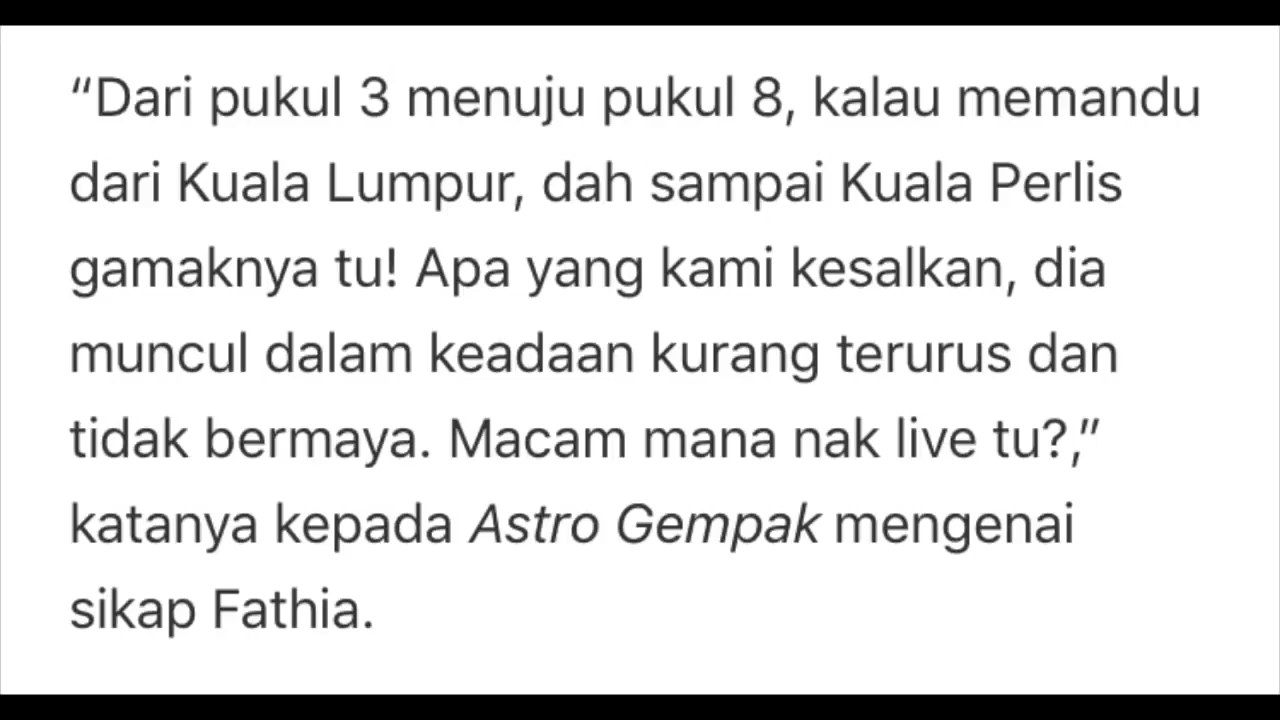 “Dari pukul 3 menuju pukul 8, kalau memandu
dari Kuala Lumpur, dah sampai Kuala Perlis
gamaknya tu! Apa yang kami kesalkan, dia
muncul dalam keadaan kurang terurus dan
tidak bermaya. Macam mana nak live tu?,”
katanya kepada Astro Gempak mengenai
sikap Fathia.